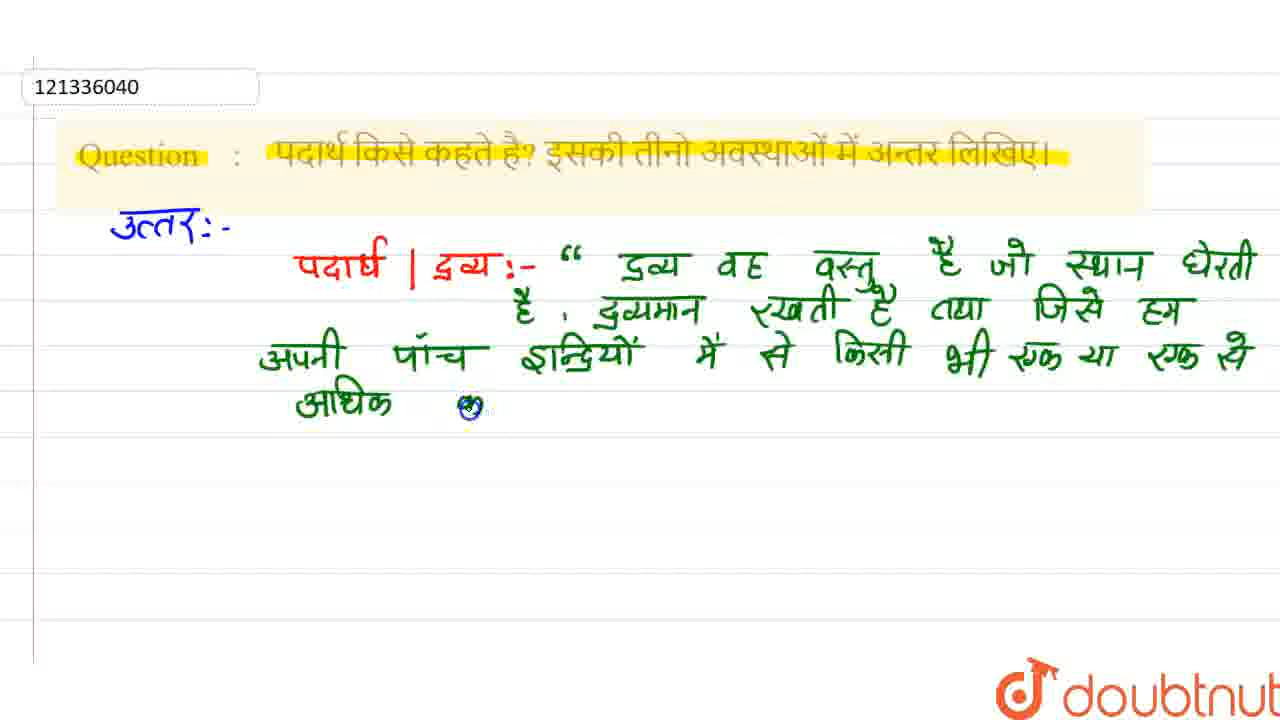 121336040
Question : पदार्थ किसे कहते है? इसकी तीनो अवस्थाओं में अन्तर लिखिए।
उत्तर:-
पदार्थ | द्रव्य :- “ द्रव्य वह वस्तु है जो स्थान घेरती
है, द्रव्यमान रखती है तथा जिसे हम
अपनी पाँच इन्द्रियों में से किसी भी एक या एक से
अधिक क
doubtnut